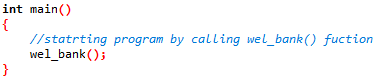 int main()
{
    //statrting program by calling wel_bank() fuction
    wel_bank();
}